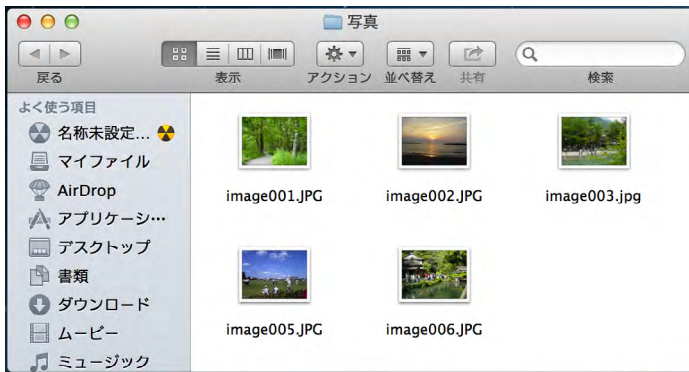 写真
戻る 表示 アクション 並べ替え 共有 検索
よく使う項目
名称未設定...
マイファイル
AirDrop
アプリケーシ...
デスクトップ
書類
ダウンロード
ムービー
ミュージック
image001.JPG image002.JPG image003.jpg
image005.JPG image006.JPG